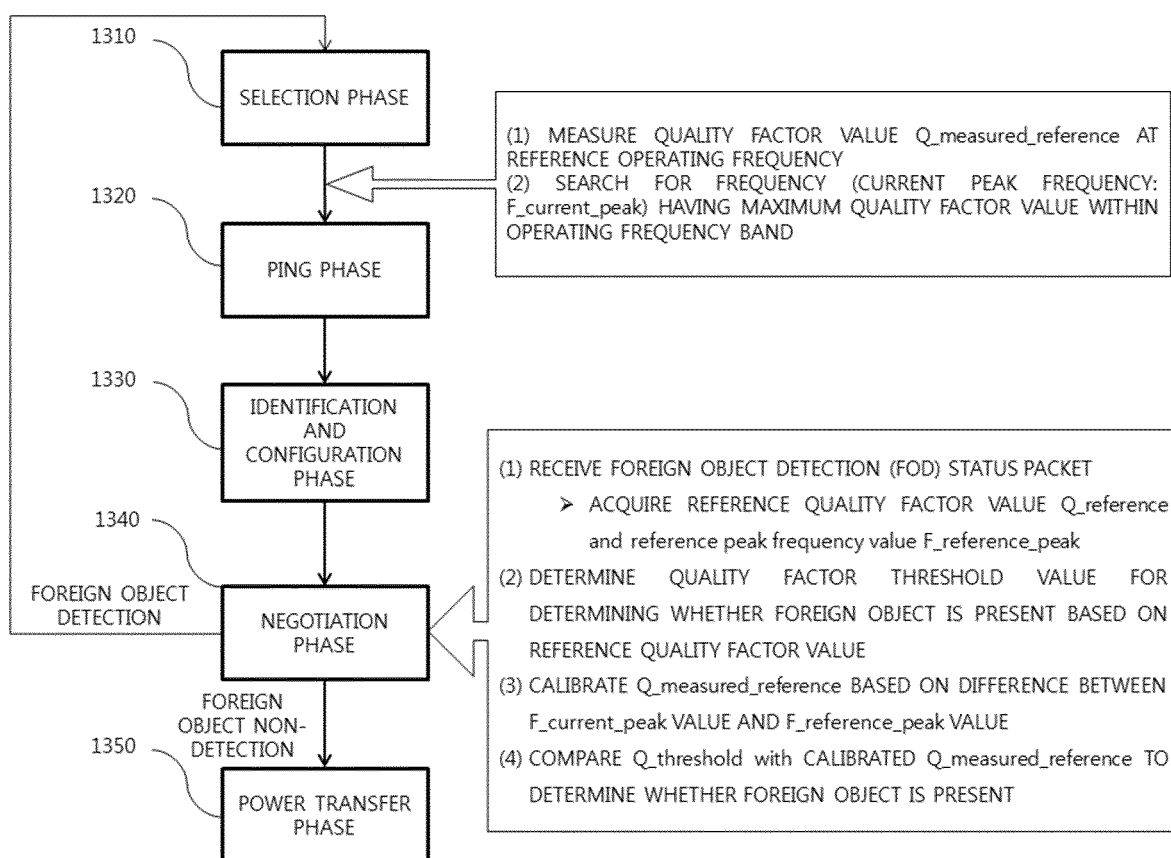 1310
SELECTION PHASE
(1) MEASURE QUALITY FACTOR VALUE Q_measured_reference AT
REFERENCE OPERATING FREQUENCY
(2) SEARCH FOR FREQUENCY (CURRENT PEAK FREQUENCY:
F_current_peak) HAVING MAXIMUM QUALITY FACTOR VALUE WITHIN
OPERATING FREQUENCY BAND
1320
PING PHASE
1330
IDENTIFICATION
AND
CONFIGURATION
PHASE
1340
FOREIGN OBJECT
DETECTION
NEGOTIATION
PHASE
(1) RECEIVE FOREIGN OBJECT DETECTION (FOD) STATUS PACKET
➤ ACQUIRE REFERENCE QUALITY FACTOR VALUE Q_reference
and reference peak frequency value F_reference_peak
(2) DETERMINE QUALITY FACTOR THRESHOLD VALUE FOR
DETERMINING WHETHER FOREIGN OBJECT IS PRESENT BASED ON
REFERENCE QUALITY FACTOR VALUE
(3) CALIBRATE Q_measured_reference BASED ON DIFFERENCE BETWEEN
F_current_peak VALUE AND F_reference_peak VALUE
(4) COMPARE Q_threshold with CALIBRATED Q_measured_reference TO
DETERMINE WHETHER FOREIGN OBJECT IS PRESENT
FOREIGN
OBJECT NON-
DETECTION
1350
POWER TRANSFER
PHASE